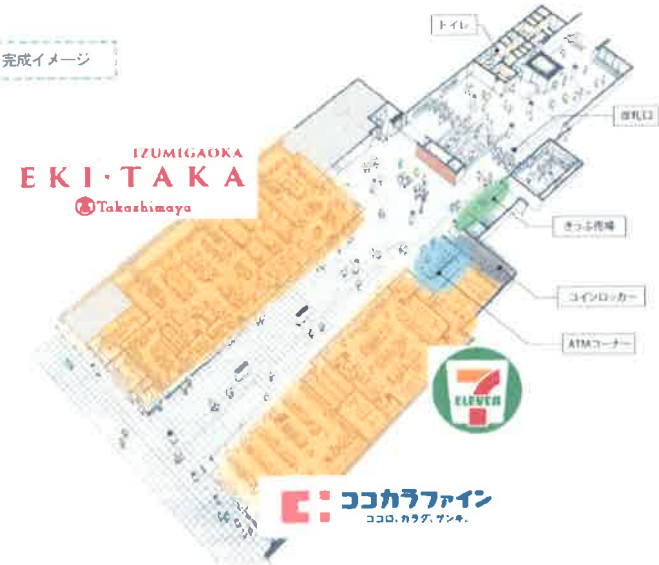 完成イメージ
トイレ
改札口
IZUMIGAOKA
EKI·TAKA
髙 Takashimaya
きっぷ売場
コインロッカー
ATMコーナー
7
ELEVEN
ココカラファイン
ココロ、カラダ、ゲンキ。